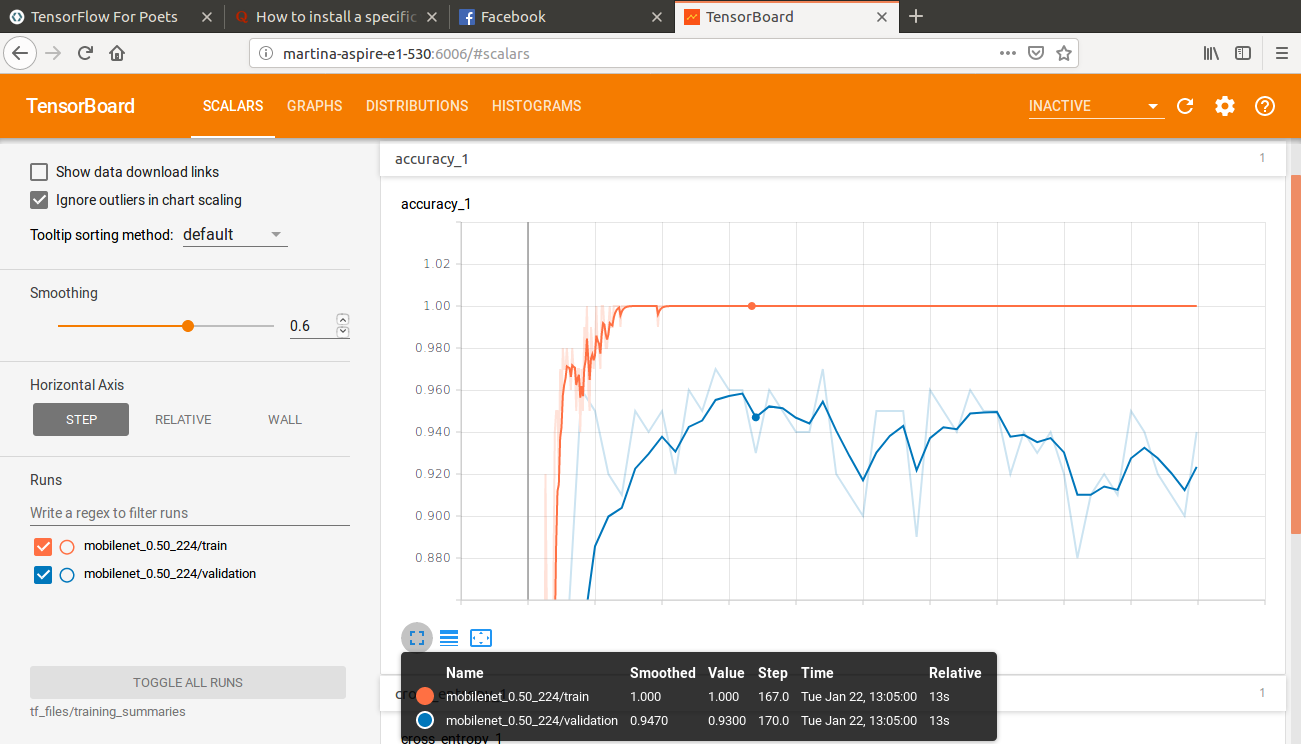 TensorFlow For Poets
How to install a specific
Facebook
TensorBoard
martina-aspire-e1-530:6006/#scalars
TensorBoard SCALARS GRAPHS DISTRIBUTIONS HISTOGRAMS INACTIVE
Show data download links
Ignore outliers in chart scaling
Tooltip sorting method: default
Smoothing
0.6
Horizontal Axis
STEP RELATIVE WALL
Runs
Write a regex to filter runs
mobilenet_0.50_224/train
mobilenet_0.50_224/validation
TOGGLE ALL RUNS
tf_files/training_summaries
accuracy_1 1
accuracy_1
1.02
1.00
0.980
0.960
0.940
0.920
0.900
0.880
Name Smoothed Value Step Time Relative
mobilenet_0.50_224/train 1.000 1.000 167.0 Tue Jan 22, 13:05:00 13s
mobilenet_0.50_224/validation 0.9470 0.9300 170.0 Tue Jan 22, 13:05:00 13s
cross_entropy_1 1
cross_entropy_1